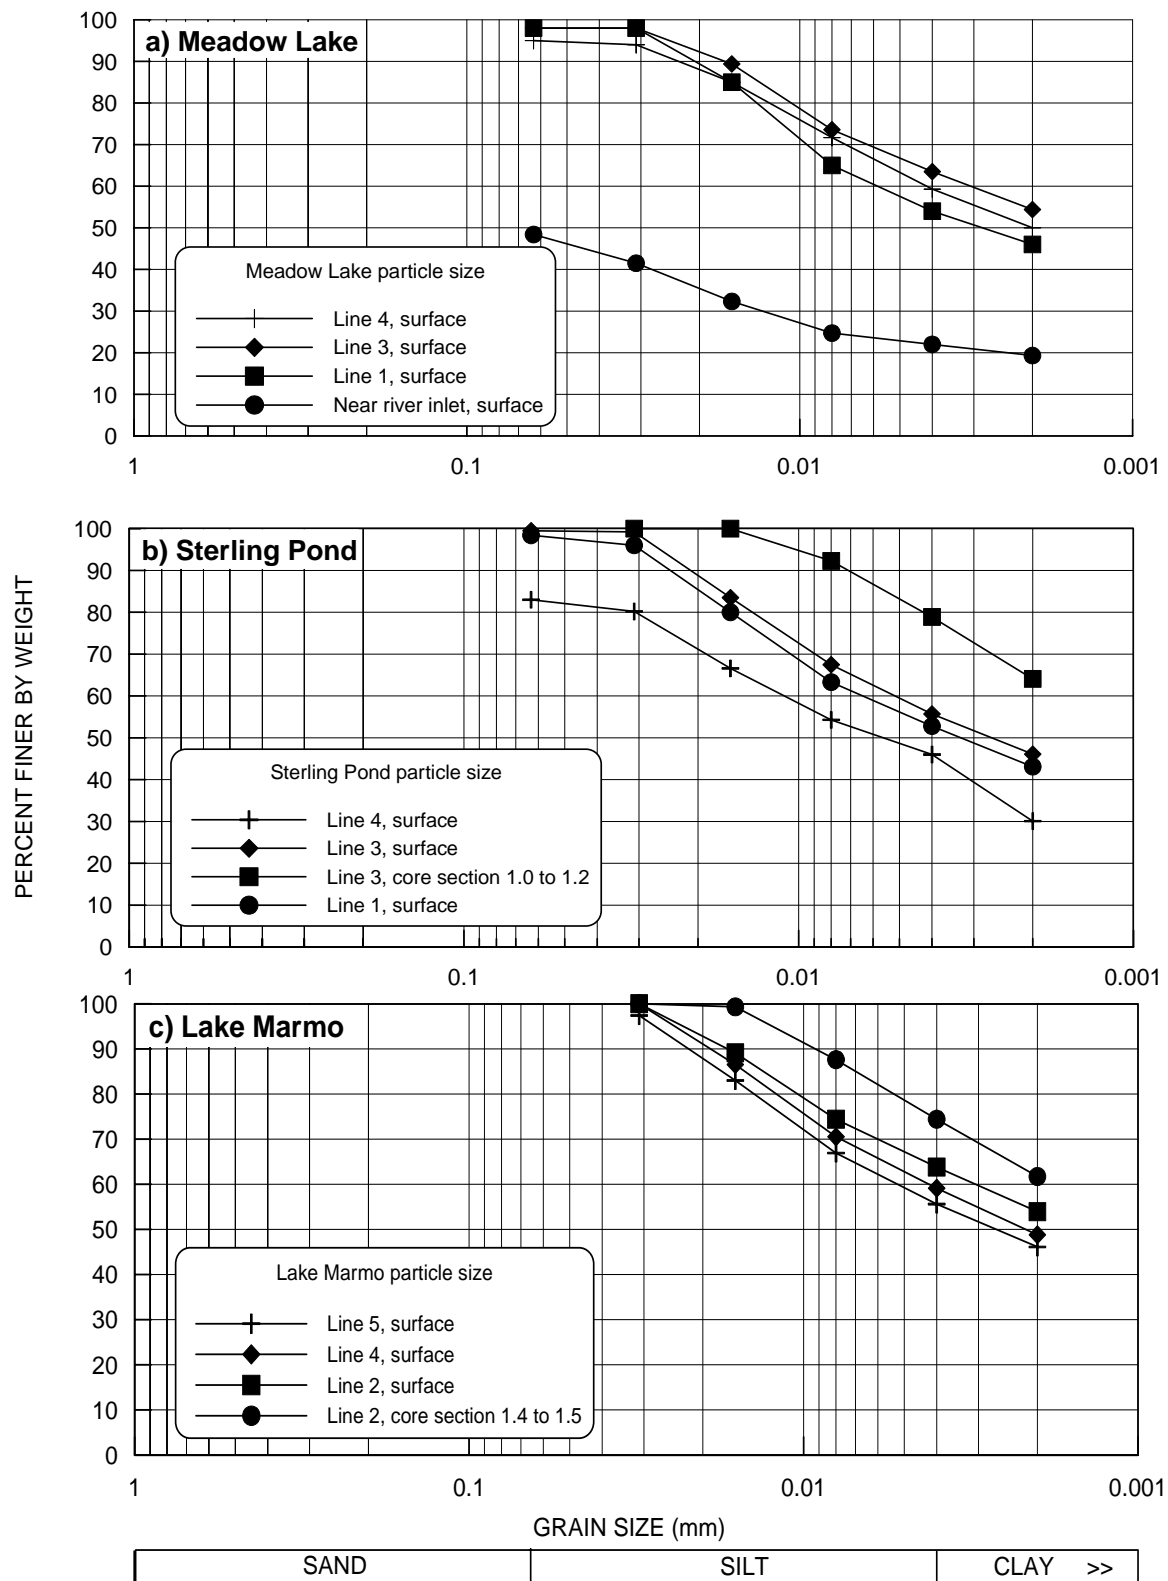 a) Meadow Lake
100
90
80
70
60
50
40
30
20
10
0
Meadow Lake particle size
Line 4, surface
Line 3, surface
Line 1, surface
Near river inlet, surface
1 0.1 0.01 0.001
PERCENT FINER BY WEIGHT
b) Sterling Pond
100
90
80
70
60
50
40
30
20
10
0
Sterling Pond particle size
Line 4, surface
Line 3, surface
Line 3, core section 1.0 to 1.2
Line 1, surface
1 0.1 0.01 0.001
c) Lake Marmo
100
90
80
70
60
50
40
30
20
10
0
Lake Marmo particle size
Line 5, surface
Line 4, surface
Line 2, surface
Line 2, core section 1.4 to 1.5
1 0.1 0.01 0.001
GRAIN SIZE (mm)
SAND SILT CLAY >>